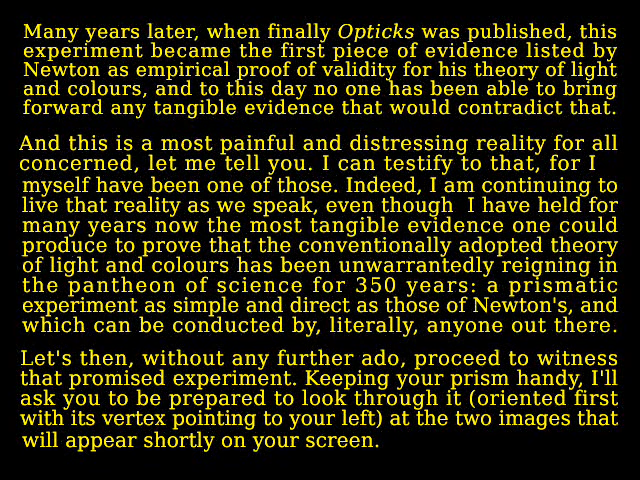 Many years later, when finally Opticks was published, this
experiment became the first piece of evidence listed by
Newton as empirical proof of validity for his theory of light
and colours, and to this day no one has been able to bring
forward any tangible evidence that would contradict that.
And this is a most painful and distressing reality for all
concerned, let me tell you. I can testify to that, for I
myself have been one of those. Indeed, I am continuing to
live that reality as we speak, even though I have held for
many years now the most tangible evidence one could
produce to prove that the conventionally adopted theory
of light and colours has been unwarrantedly reigning in
the pantheon of science for 350 years: a prismatic
experiment as simple and direct as those of Newton's, and
which can be conducted by, literally, anyone out there.
Let's then, without any further ado, proceed to witness
that promised experiment. Keeping your prism handy, I'll
ask you to be prepared to look through it (oriented first
with its vertex pointing to your left) at the two images that
will appear shortly on your screen.